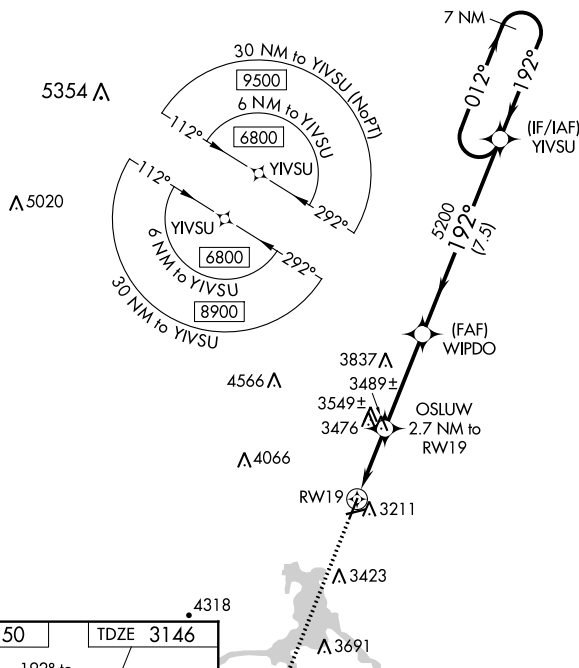 7 NM
012°
192°
(IF/IAF)
YIVSU
30 NM to YIVSU (NoPT)
9500
6 NM to YIVSU
6800
112°
YIVSU
292°
5354
5020
112°
YIVSU
6800
292°
6 NM to YIVSU
8900
30 NM to YIVSU
5200
192°
(7.5)
(FAF)
WIPDO
3837
4566
3489±
3549±
3476
OSLUW
2.7 NM to
RW19
4066
RW19
3211
3423
4318
3691
50
TDZE 3146
192° to